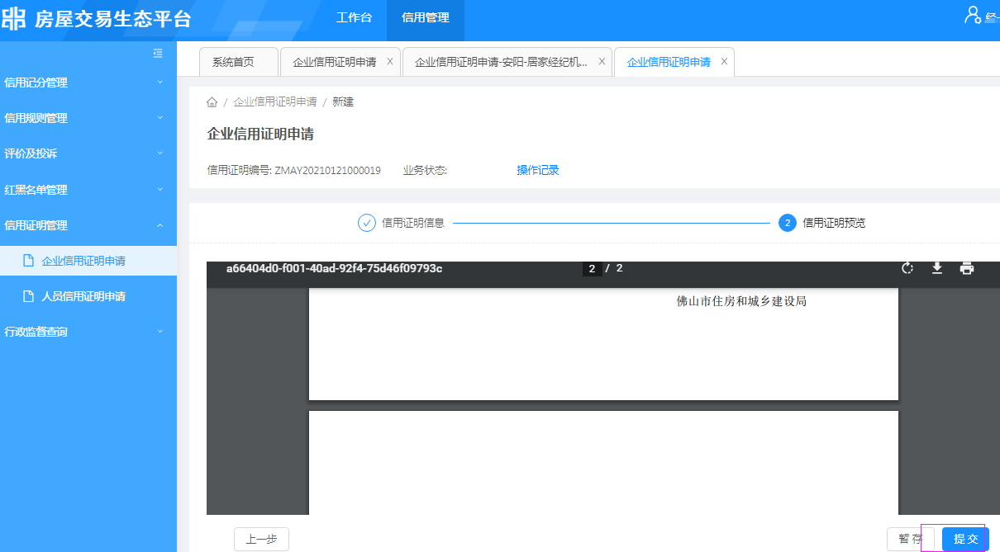 房屋交易生态平台
工作台
信用管理
信用记分管理
信用规则管理
评价及投诉
红黑名单管理
信用证明管理
企业信用证明申请
人员信用证明申请
行政监督查询
系统首页
企业信用证明申请 X
企业信用证明申请-安阳-居家经纪机... X
企业信用证明申请 X
/ 企业信用证明申请 / 新建
企业信用证明申请
信用证明编号: ZMAY20210121000019 业务状态: 操作记录
信用证明信息
2 信用证明预览
a66404d0-f001-40ad-92f4-75d46f09793c 2 / 2
佛山市住房和城乡建设局
上一步
暂存
提交